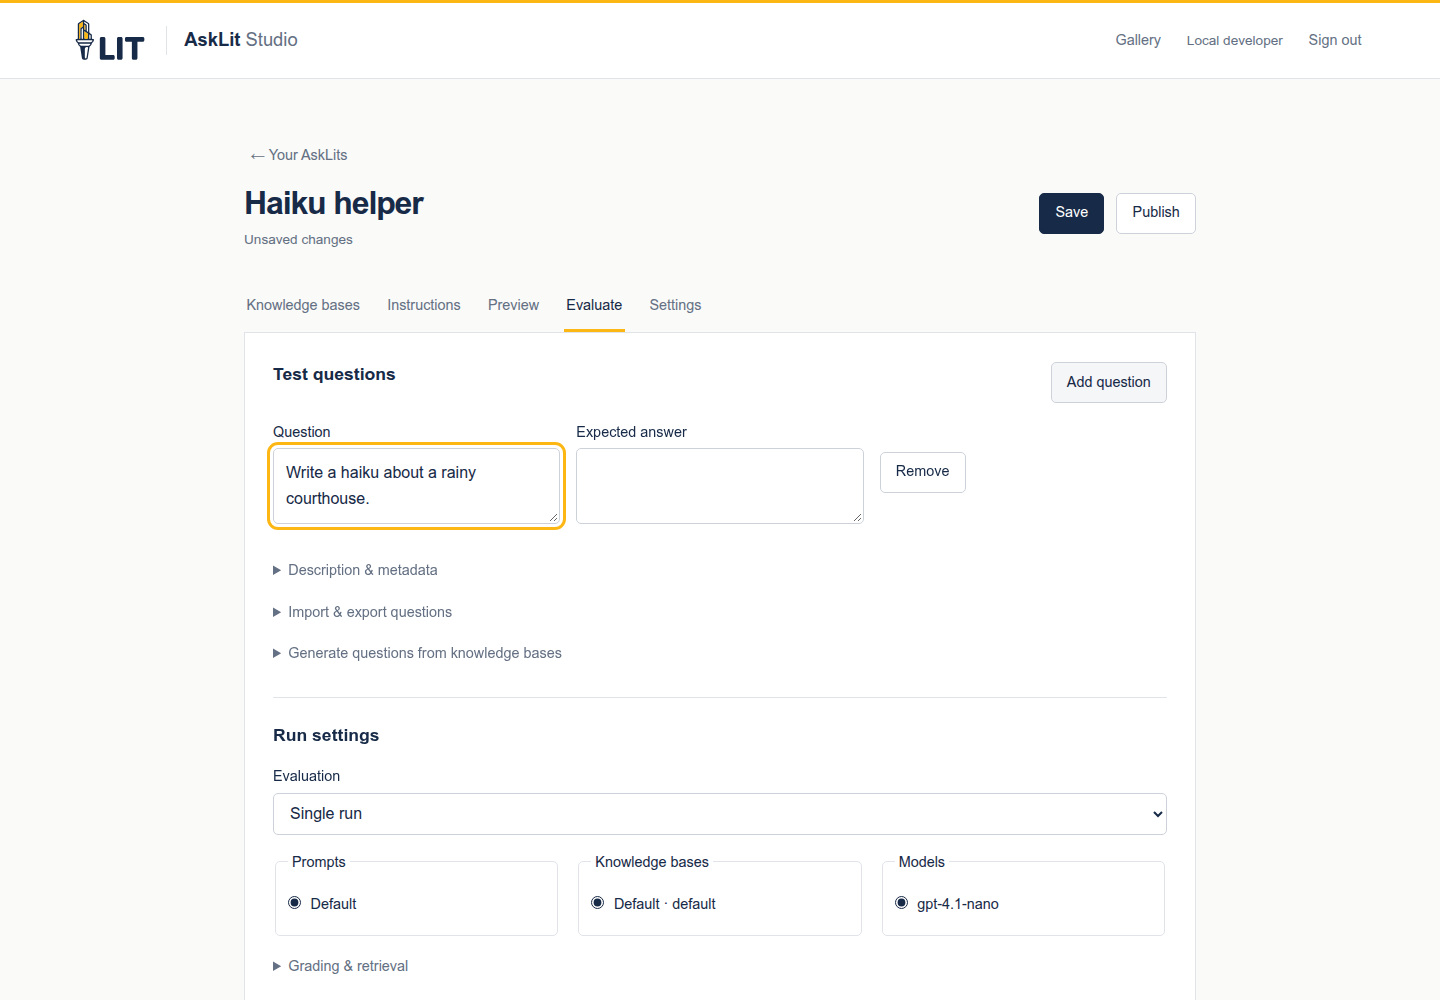 LIT
AskLit Studio
Gallery
Local developer
Sign out
← Your AskLits
Haiku helper
Unsaved changes
Save
Publish
Knowledge bases
Instructions
Preview
Evaluate
Settings
Test questions
Add question
Question
Expected answer
Write a haiku about a rainy
courthouse.
Remove
Description & metadata
Import & export questions
Generate questions from knowledge bases
Run settings
Evaluation
Single run
Prompts
Default
Knowledge bases
Default · default
Models
gpt-4.1-nano
Grading & retrieval